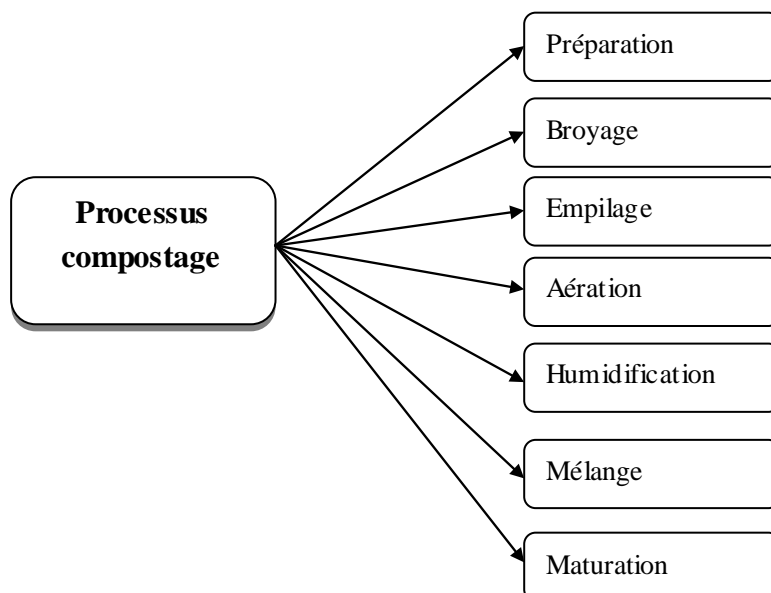 Préparation
Broyage
Processus
compostage
Empilage
Aération
Humidification
Mélange
Maturation